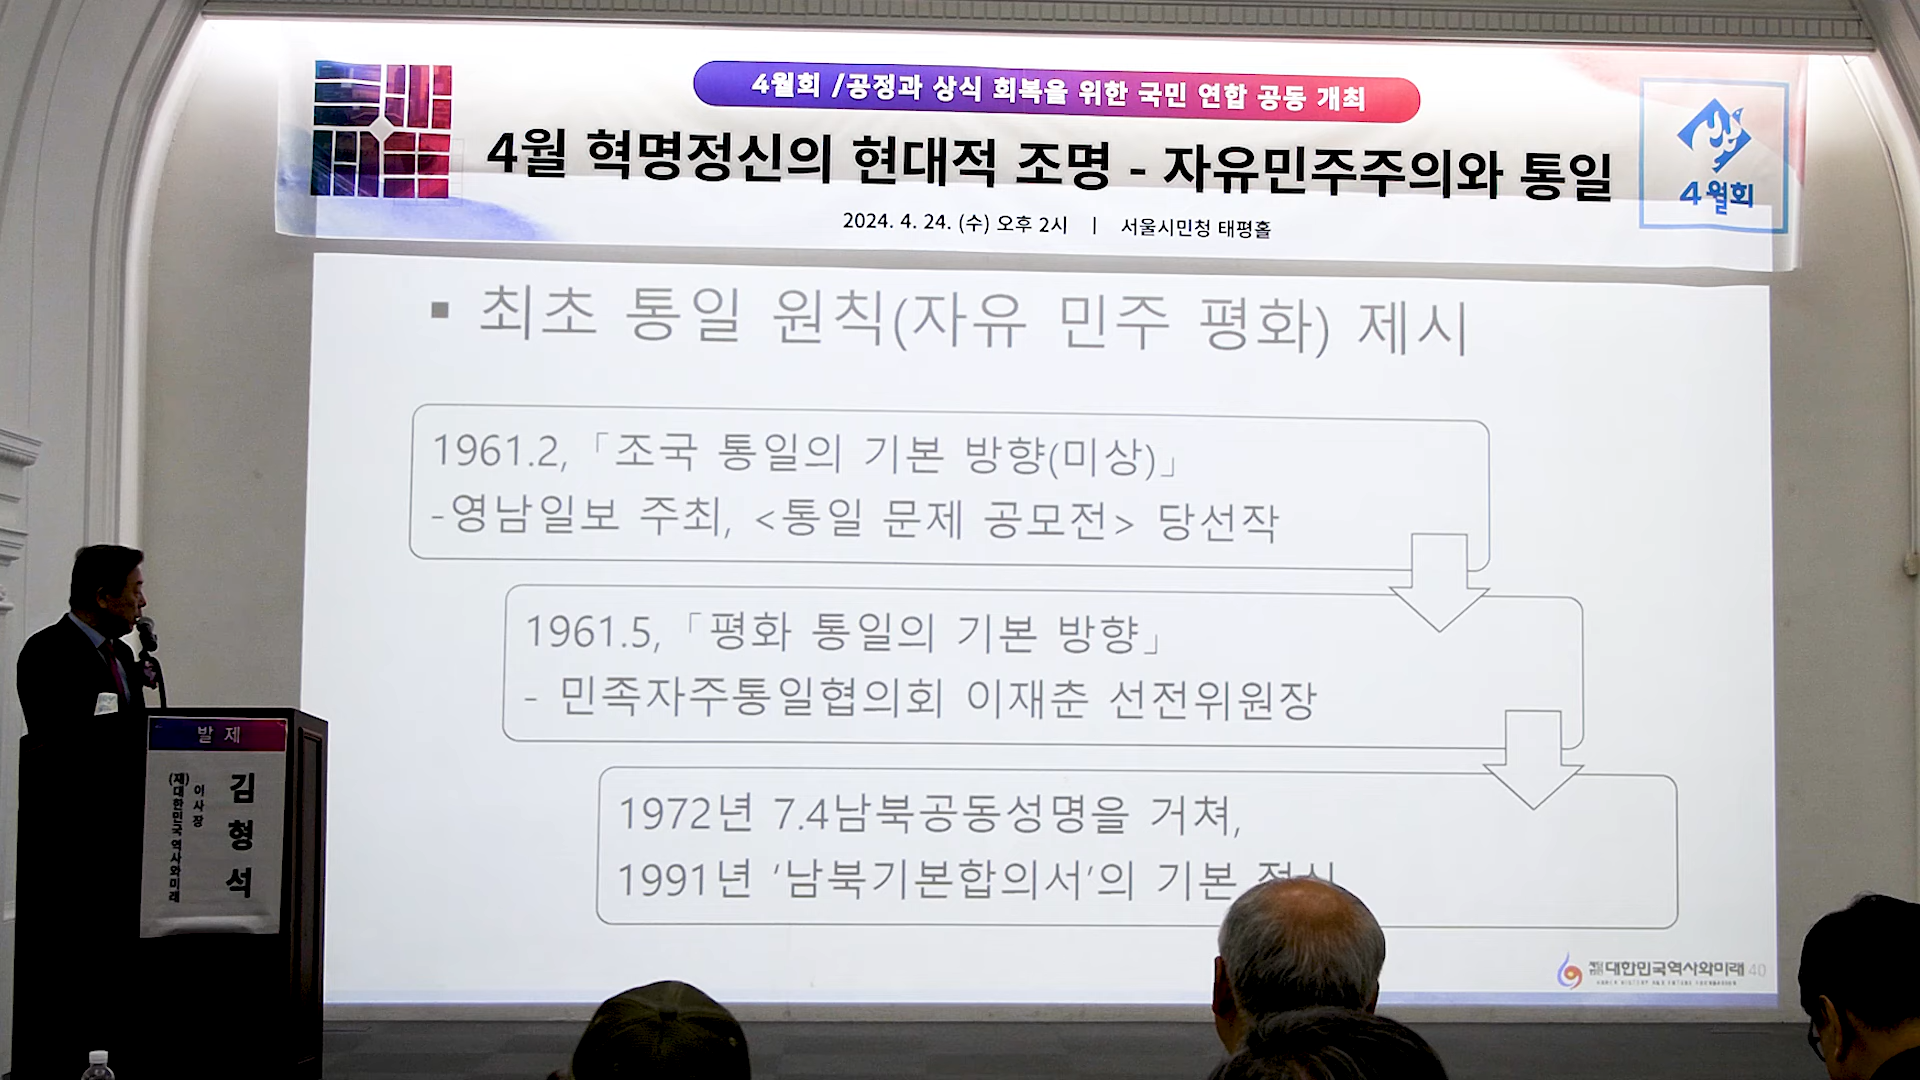 4월회 /공정과 상식 회복을 위한 국민 연합 공동 개최
4월 혁명정신의 현대적 조명 - 자유민주주의와 통일
2024. 4. 24. (수) 오후 2시 | 서울시민청 태평홀
4월회
▪ 최초 통일 원칙(자유 민주 평화) 제시
1961.2,「조국 통일의 기본 방향(미상)」
-영남일보 주최, <통일 문제 공모전> 당선작
1961.5,「평화 통일의 기본 방향」
- 민족자주통일협의회 이재춘 선전위원장
1972년 7.4남북공동성명을 거쳐,
1991년 '남북기본합의서'의 기본
대한민국역사와미래 40
발 제
김형석
이사장
(재)대한민국 역사와미래